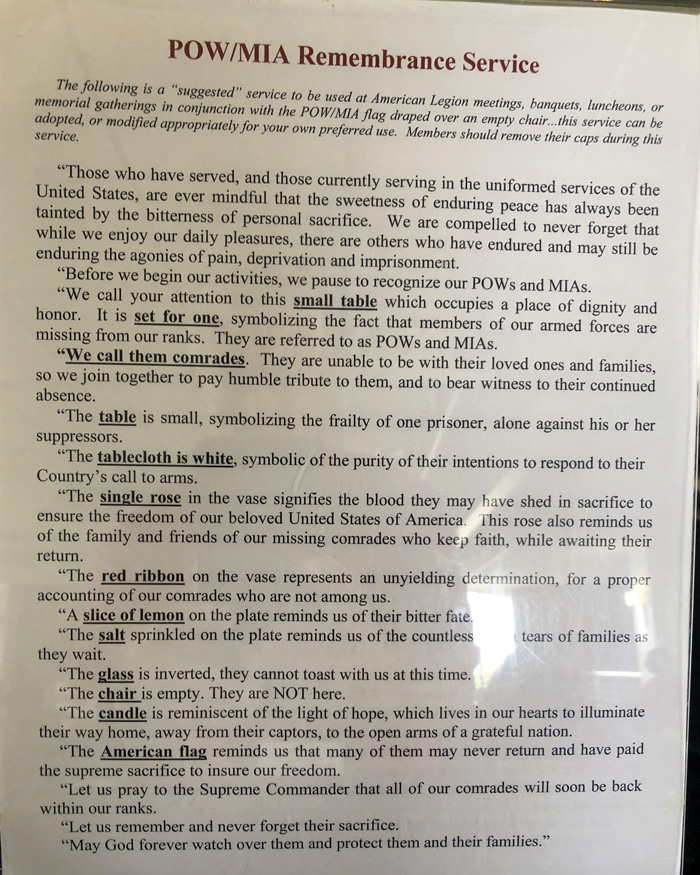 POW/MIA Remembrance Service
The following is a "suggested" service to be used at American Legion meetings, banquets, luncheons, or
memorial gatherings in conjunction with the POW/MIA flag draped over an empty chair...this service can be
adopted, or modified appropriately for your own preferred use. Members should remove their caps during this
service.
“Those who have served, and those currently serving in the uniformed services of the
United States, are ever mindful that the sweetness of enduring peace has always been
tainted by the bitterness of personal sacrifice. We are compelled to never forget that
while we enjoy our daily pleasures, there are others who have endured and may still be
enduring the agonies of pain, deprivation and imprisonment.
“Before we begin our activities, we pause to recognize our POWs and MIAs.
“We call your attention to this small table which occupies a place of dignity and
honor. It is set for one, symbolizing the fact that members of our armed forces are
missing from our ranks. They are referred to as POWs and MIAs.
“We call them comrades. They are unable to be with their loved ones and families,
so we join together to pay humble tribute to them, and to bear witness to their continued
absence.
“The table is small, symbolizing the frailty of one prisoner, alone against his or her
suppressors.
“The tablecloth is white, symbolic of the purity of their intentions to respond to their
Country’s call to arms.
“The single rose in the vase signifies the blood they may have shed in sacrifice to
ensure the freedom of our beloved United States of America. This rose also reminds us
of the family and friends of our missing comrades who keep faith, while awaiting their
return.
“The red ribbon on the vase represents an unyielding determination, for a proper
accounting of our comrades who are not among us.
“A slice of lemon on the plate reminds us of their bitter fate.
“The salt sprinkled on the plate reminds us of the countless tears of families as
they wait.
“The glass is inverted, they cannot toast with us at this time.
“The chair is empty. They are NOT here.
“The candle is reminiscent of the light of hope, which lives in our hearts to illuminate
their way home, away from their captors, to the open arms of a grateful nation.
“The American flag reminds us that many of them may never return and have paid
the supreme sacrifice to insure our freedom.
“Let us pray to the Supreme Commander that all of our comrades will soon be back
within our ranks.
“Let us remember and never forget their sacrifice.
“May God forever watch over them and protect them and their families.”